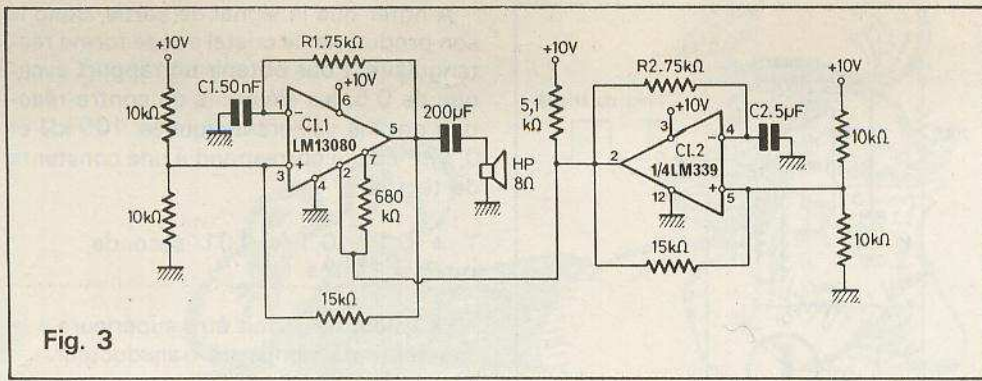 R1.75kΩ
+10V
+10V
C1.50nF
10kΩ
10kΩ
1
-
6
CI.1
LM13080
5
3
+
4
2
7
200µF
HP
8Ω
680
kΩ
15kΩ
+10V
5,1
kΩ
R2.75kΩ
+10V
3
-
4
C2.5µF
2
CI.2
1/4LM339
12
+
5
15kΩ
+10V
10kΩ
10kΩ
Fig. 3